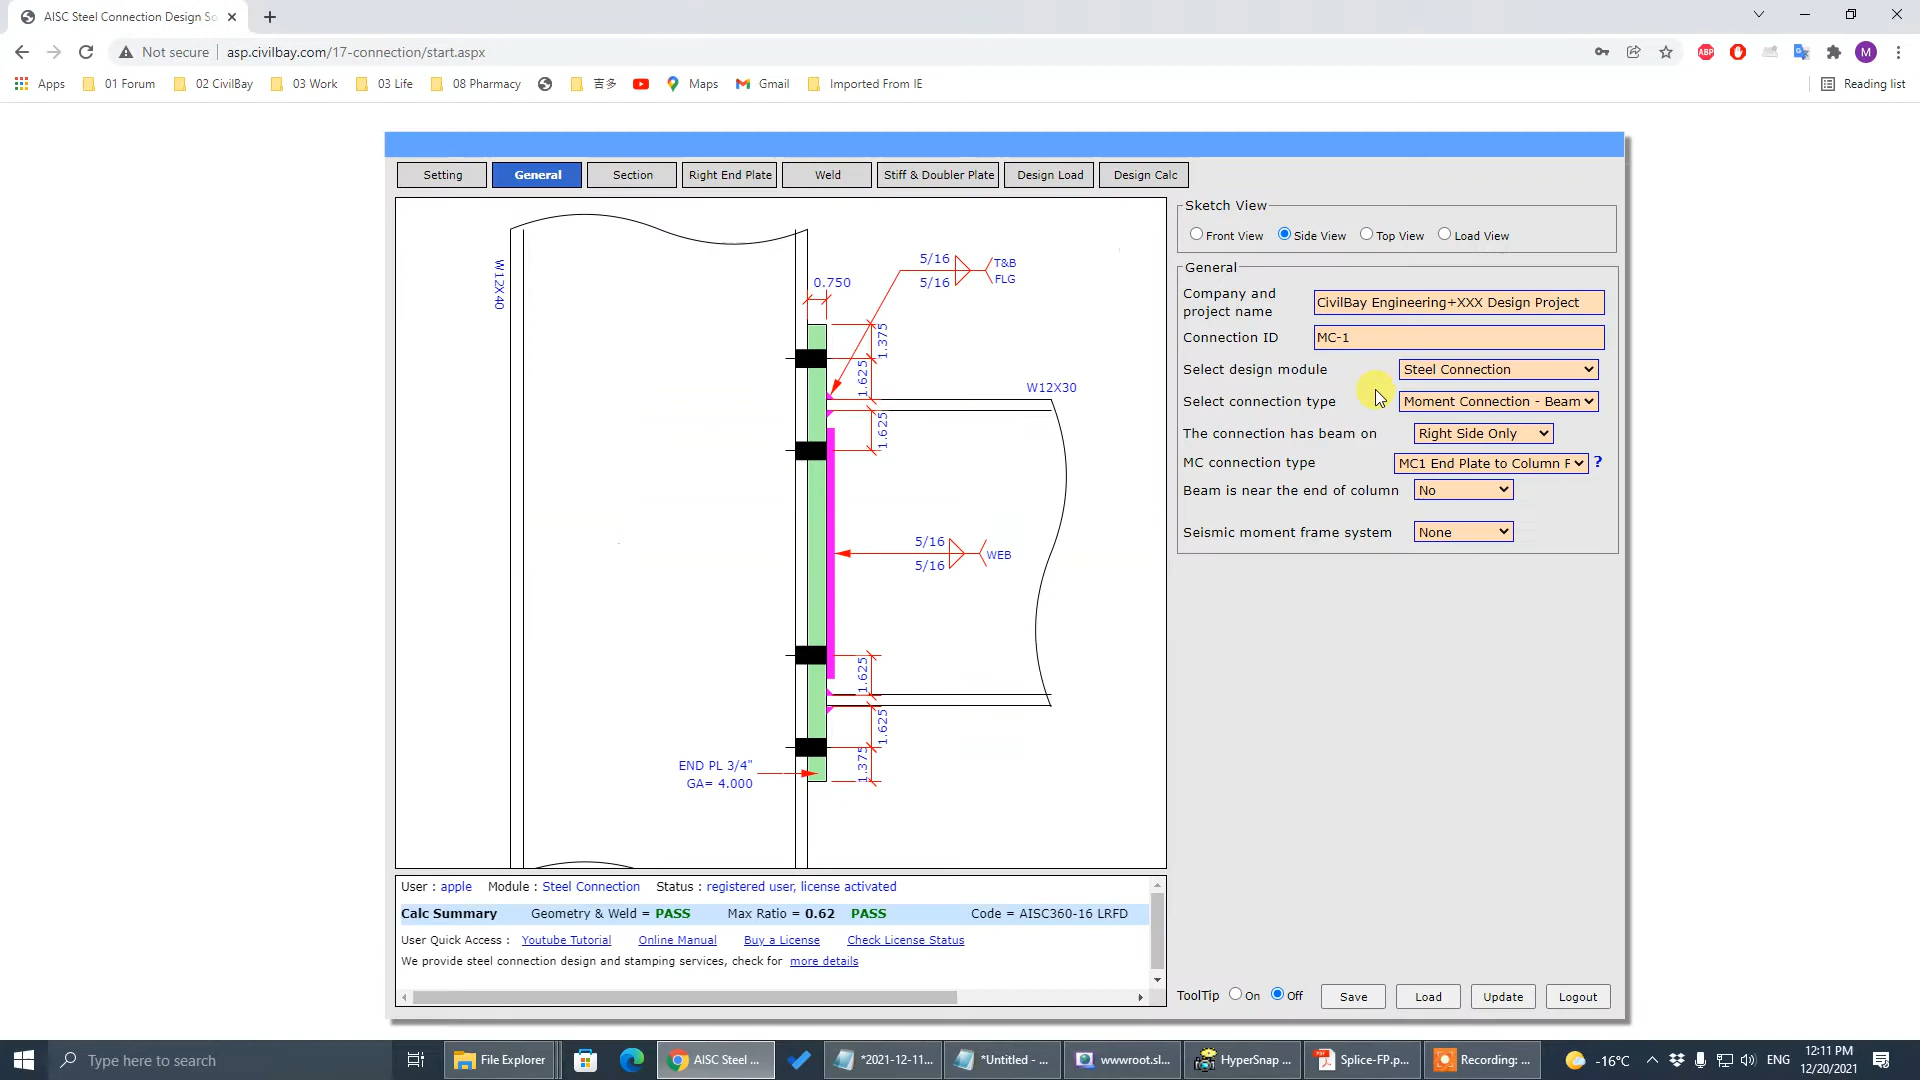 AISC Steel Connection Design So
Not secure
asp.civilbay.com/17-connection/start.aspx
ABP
M
Apps
01 Forum
02 CivilBay
03 Work
03 Life
08 Pharmacy
吉多
Maps
Gmail
Imported From IE
Reading list
Setting
General
Section
Right End Plate
Weld
Stiff & Doubler Plate
Design Load
Design Calc
W12X40
0.750
5/16
5/16
T&B
FLG
1.375
1.625
1.625
W12X30
5/16
5/16
WEB
1.625
1.625
1.375
END PL 3/4"
GA= 4.000
Sketch View
Front View
Side View
Top View
Load View
General
Company and
project name
CivilBay Engineering+XXX Design Project
Connection ID
MC-1
Select design module
Steel Connection
Select connection type
Moment Connection - Beam
The connection has beam on
Right Side Only
MC connection type
MC1 End Plate to Column F
?
Beam is near the end of column
No
Seismic moment frame system
None
User : apple Module : Steel Connection Status : registered user, license activated
Calc Summary Geometry & Weld = PASS Max Ratio = 0.62 PASS Code = AISC360-16 LRFD
User Quick Access : Youtube Tutorial Online Manual Buy a License Check License Status
We provide steel connection design and stamping services, check for more details
ToolTip On Off
Save
Load
Update
Logout
Type here to search
File Explorer
AISC Steel ...
*2021-12-11...
*Untitled - ...
wwwroot.sl...
HyperSnap ...
Splice-FP.p...
Recording: ...
-16°C
ENG
12:11 PM
12/20/2021